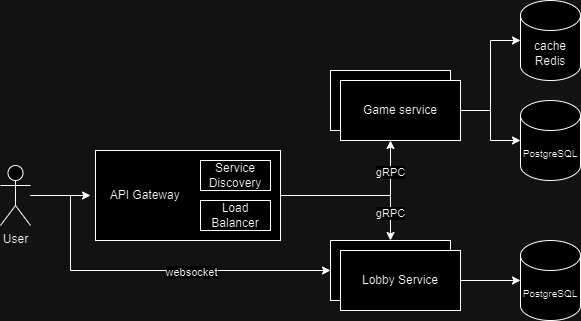 cache
Redis
Game service
PostgreSQL
Service
Discovery
gRPC
API Gateway
Load
Balancer
gRPC
User
websocket
Lobby Service
PostgreSQL